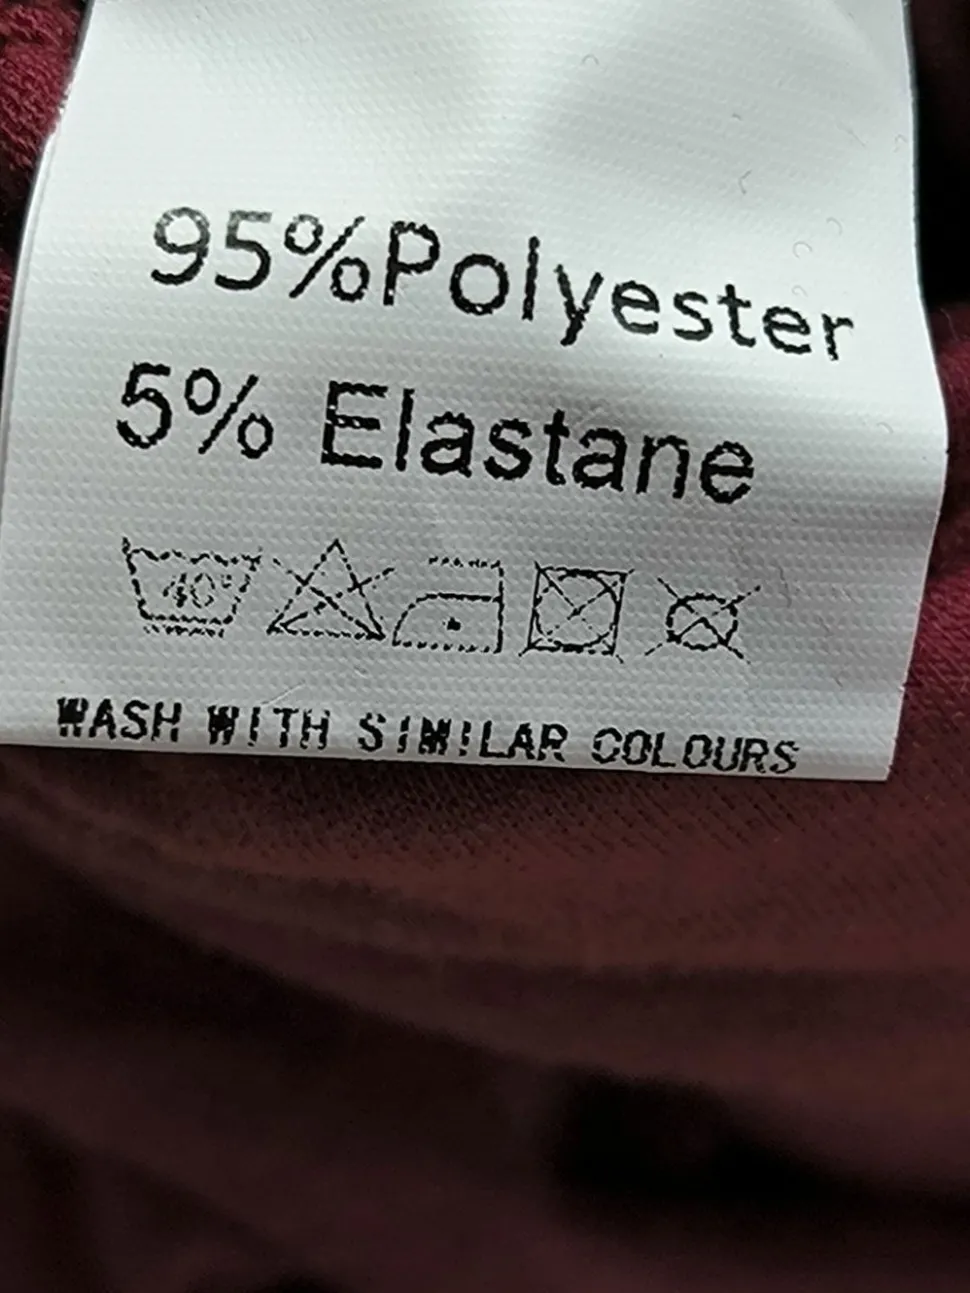 95%Polyester
5% Elastane
40°
WASH WITH SIMILAR COLOURS